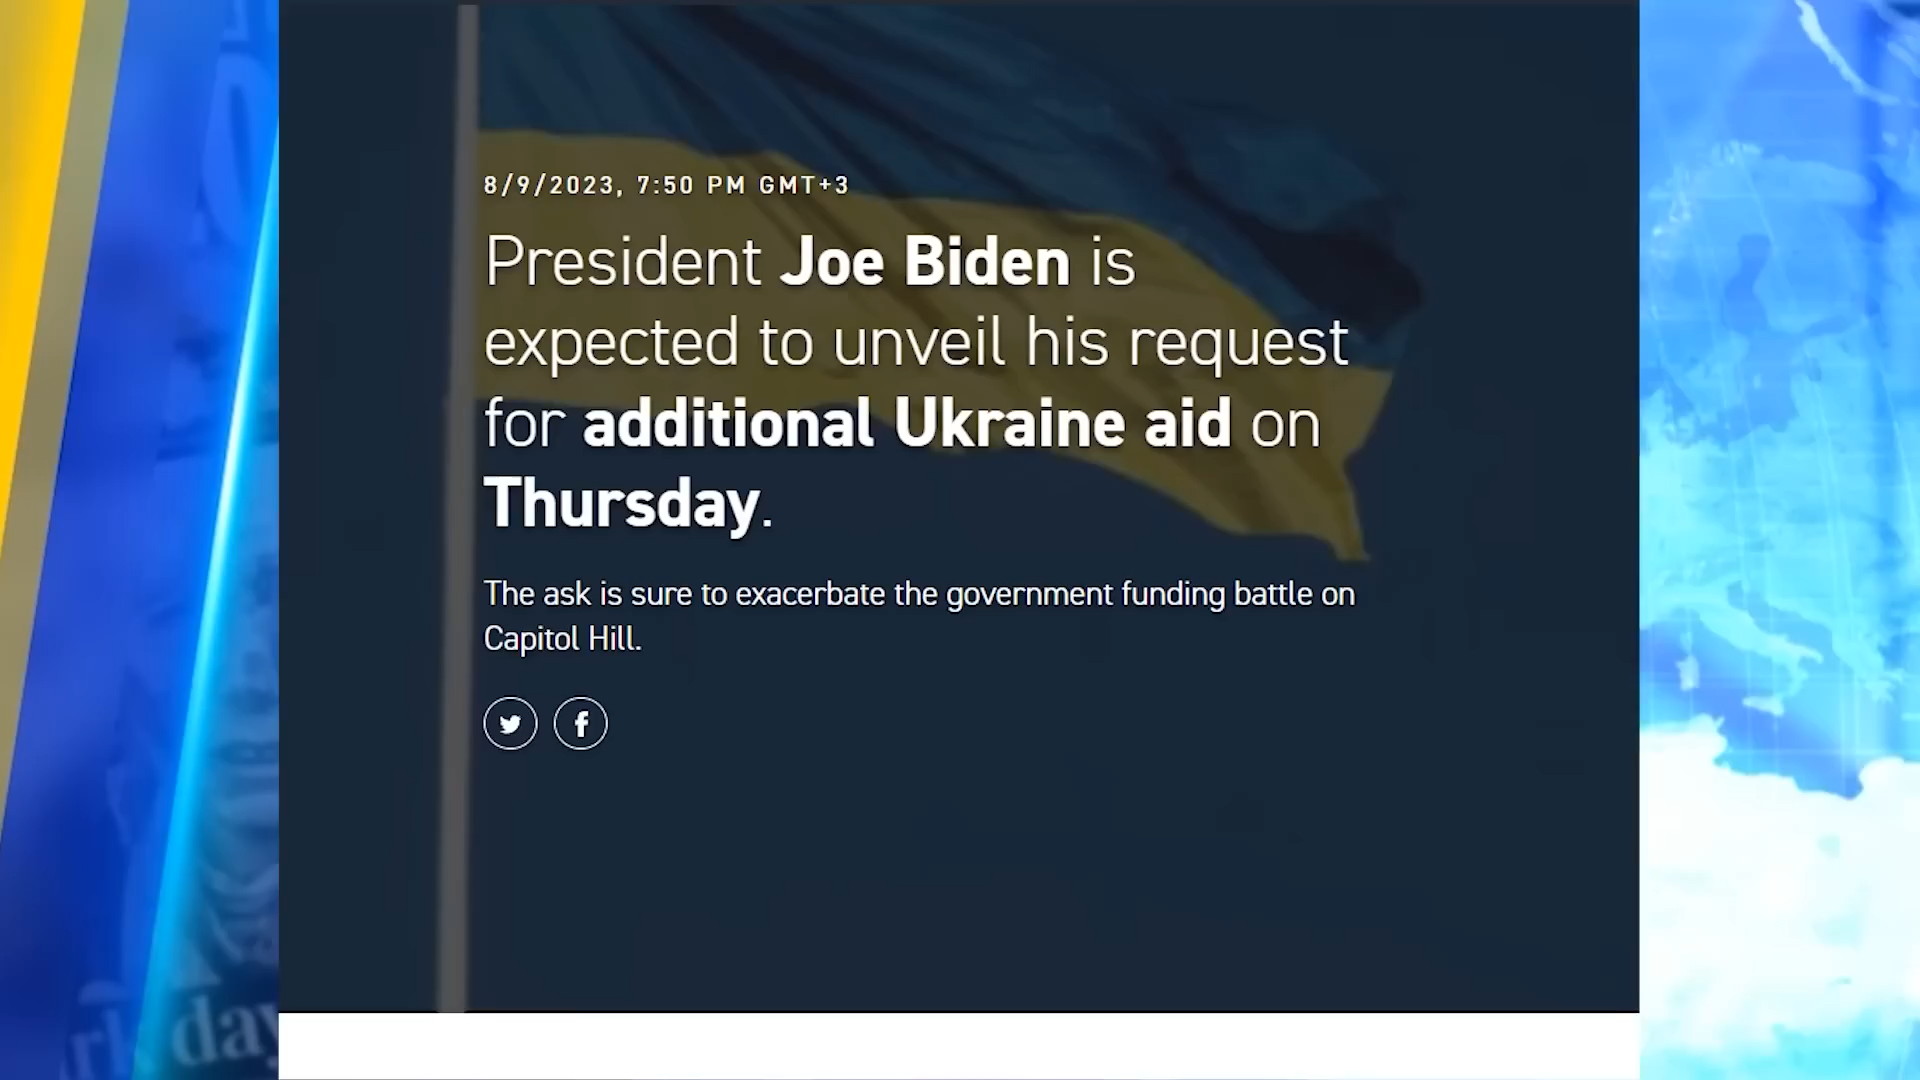 8/9/2023, 7:50 PM GMT+3
President Joe Biden is
expected to unveil his request
for additional Ukraine aid on
Thursday.
The ask is sure to exacerbate the government funding battle on
Capitol Hill.
day